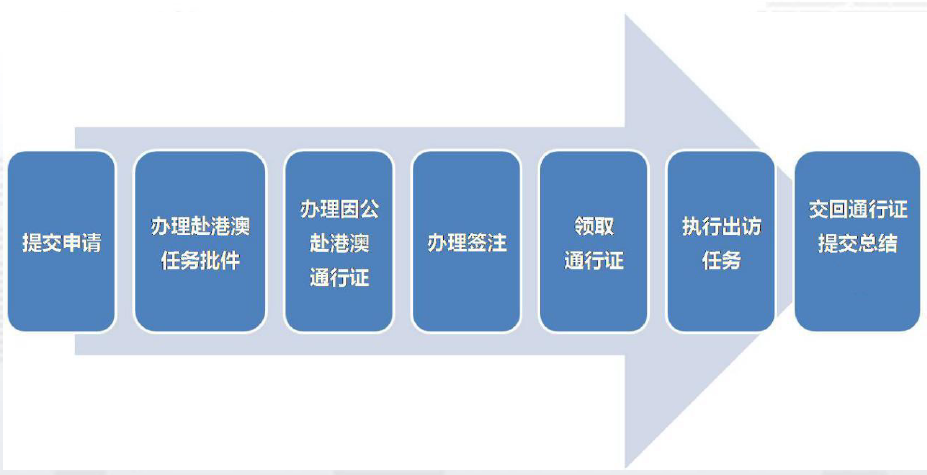 提交申请
办理赴港澳
任务批件
办理因公
赴港澳
通行证
办理签注
领取
通行证
执行出访
任务
交回通行证
提交总结